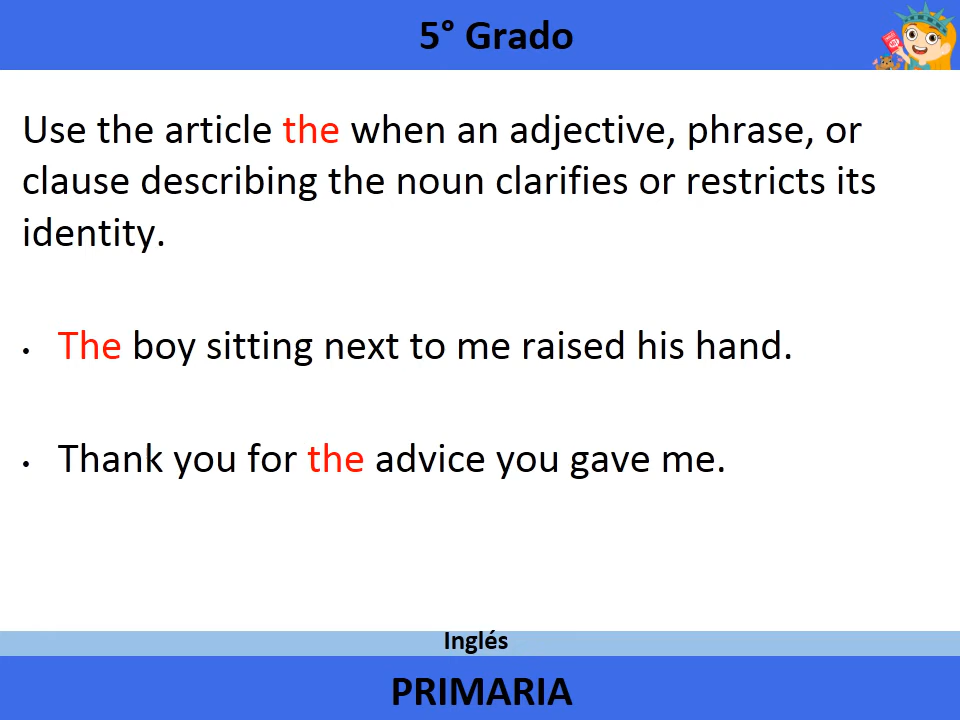 5° Grado
Use the article the when an adjective, phrase, or
clause describing the noun clarifies or restricts its
identity.
• The boy sitting next to me raised his hand.
• Thank you for the advice you gave me.
Inglés
PRIMARIA